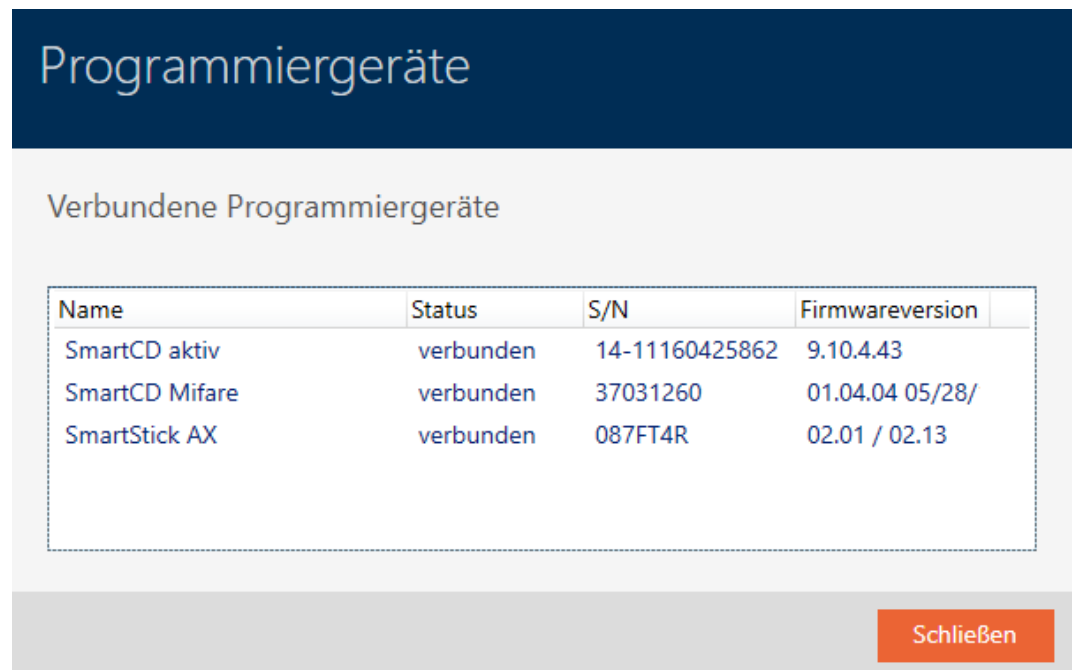 Programmiergeräte
Verbundene Programmiergeräte
Name Status S/N Firmwareversion
SmartCD aktiv verbunden 14-11160425862 9.10.4.43
SmartCD Mifare verbunden 37031260 01.04.04 05/28/
SmartStick AX verbunden 087FT4R 02.01 / 02.13
Schließen